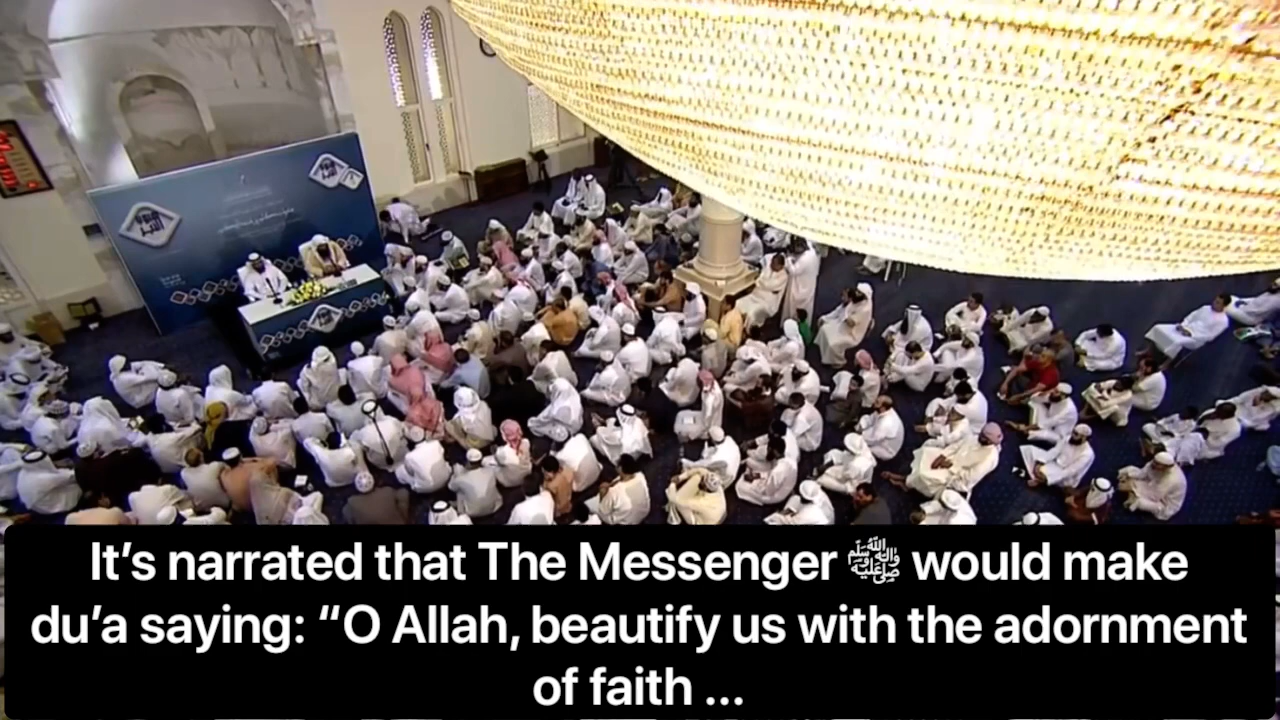 It’s narrated that The Messenger ﷺ would make
du’a saying: “O Allah, beautify us with the adornment
of faith ...